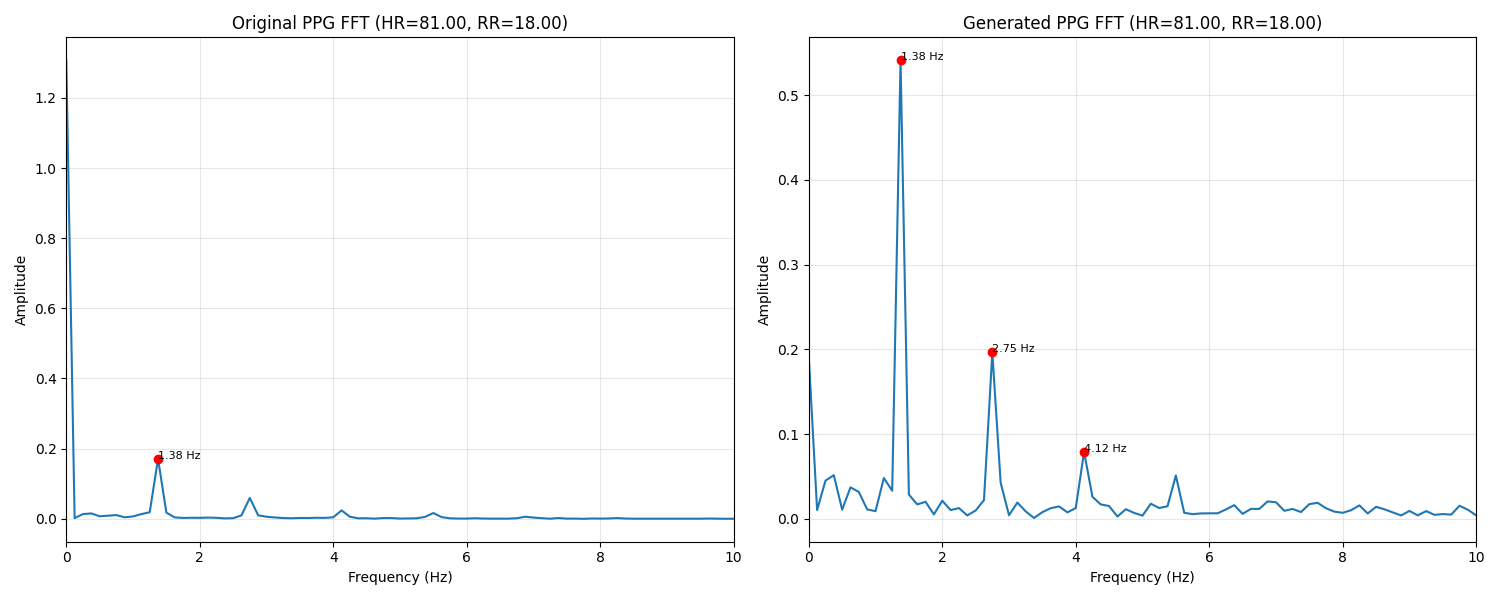 Original PPG FFT (HR=81.00, RR=18.00)
Amplitude
1.2
1.0
0.8
0.6
0.4
0.2
0.0
1.38 Hz
0
2
4
6
8
10
Frequency (Hz)
Generated PPG FFT (HR=81.00, RR=18.00)
Amplitude
0.5
0.4
0.3
0.2
0.1
0.0
1.38 Hz
2.75 Hz
4.12 Hz
0
2
4
6
8
10
Frequency (Hz)